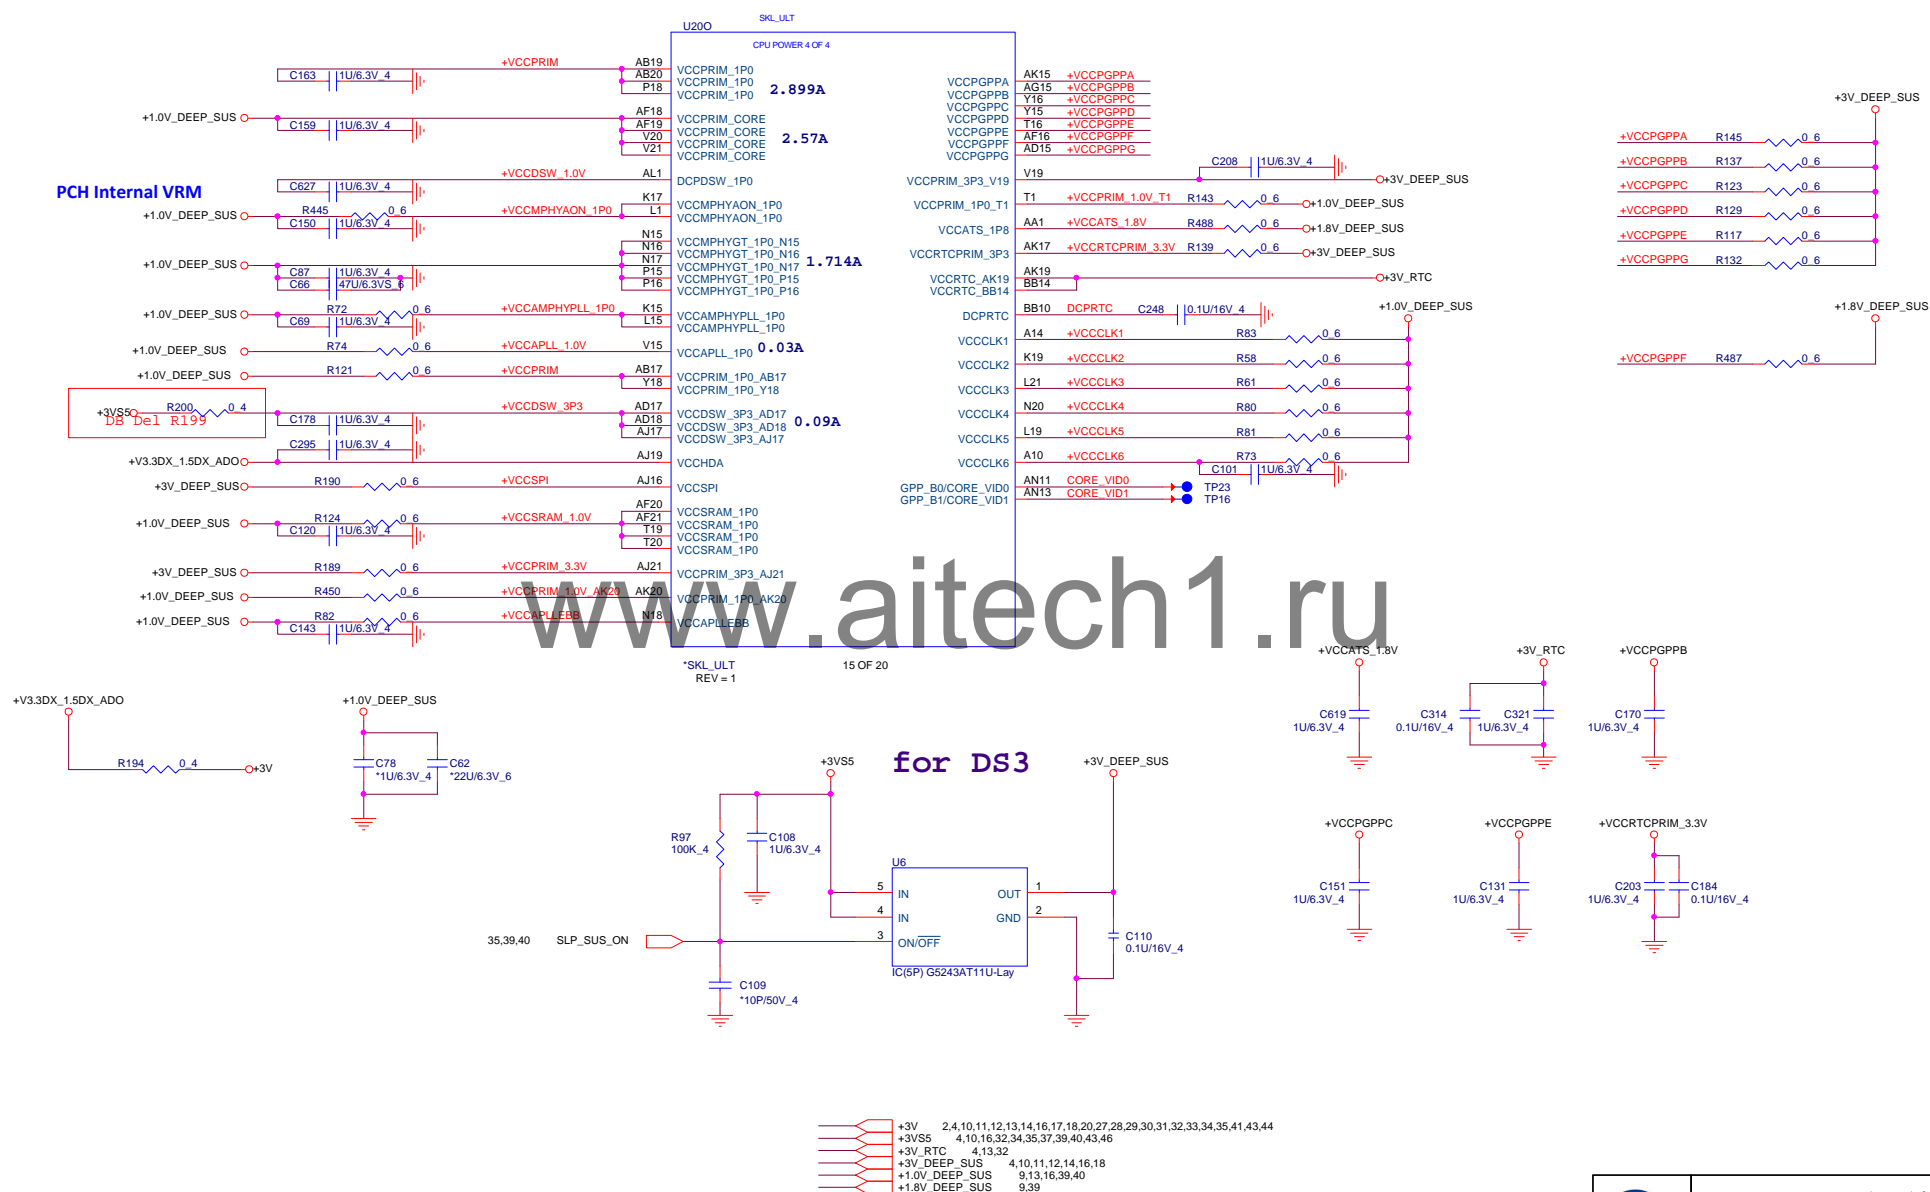 SKL_ULT
U20O
CPU POWER 4 OF 4
C163 1U/6.3V_4 +VCCPRIM AB19 VCCPRIM_1P0
AB20 VCCPRIM_1P0
P18 VCCPRIM_1P0
2.899A
+1.0V_DEEP_SUS AF18 VCCPRIM_CORE
C159 1U/6.3V_4 AF19 VCCPRIM_CORE
V20 VCCPRIM_CORE
V21 VCCPRIM_CORE
2.57A
PCH Internal VRM
C627 1U/6.3V_4 +VCCDSW_1.0V AL1 DCPDSW_1P0
+1.0V_DEEP_SUS R445 0_6 +VCCMPHYAON_1P0 K17 VCCMPHYAON_1P0
C150 1U/6.3V_4 L1 VCCMPHYAON_1P0
N15 VCCMPHYGT_1P0_N15
N16 VCCMPHYGT_1P0_N16
+1.0V_DEEP_SUS N17 VCCMPHYGT_1P0_N17 1.714A
C87 1U/6.3V_4 P15 VCCMPHYGT_1P0_P15
C66 47U/6.3VS_6 P16 VCCMPHYGT_1P0_P16
+1.0V_DEEP_SUS R72 0_6 +VCCAMPHYPLL_1P0 K15 VCCAMPHYPLL_1P0
C69 1U/6.3V_4 L15 VCCAMPHYPLL_1P0
+1.0V_DEEP_SUS R74 0_6 +VCCAPLL_1.0V V15 VCCAPLL_1P0 0.03A
+1.0V_DEEP_SUS R121 0_6 +VCCPRIM AB17 VCCPRIM_1P0_AB17
Y18 VCCPRIM_1P0_Y18
+3VS5 R200 0_4 +VCCDSW_3P3 AD17 VCCDSW_3P3_AD17
DB Del R199
C178 1U/6.3V_4 AD18 VCCDSW_3P3_AD18 0.09A
AJ17 VCCDSW_3P3_AJ17
C295 1U/6.3V_4
+V3.3DX_1.5DX_ADO AJ19 VCCHDA
+3V_DEEP_SUS R190 0_6 +VCCSPI AJ16 VCCSPI
AF20 VCCSRAM_1P0
+1.0V_DEEP_SUS R124 0_6 +VCCSRAM_1.0V AF21 VCCSRAM_1P0
C120 1U/6.3V_4 T19 VCCSRAM_1P0
T20 VCCSRAM_1P0
+3V_DEEP_SUS R189 0_6 +VCCPRIM_3.3V AJ21 VCCPRIM_3P3_AJ21
+1.0V_DEEP_SUS R450 0_6 +VCCPRIM_1.0V_AK20 AK20 VCCPRIM_1P0_AK20
+1.0V_DEEP_SUS R82 0_6 +VCCAPLLEBB N18 VCCAPLLEBB
C143 1U/6.3V_4
VCCPGPPA AK15 +VCCPGPPA
VCCPGPPB AG15 +VCCPGPPB
VCCPGPPC Y16 +VCCPGPPC
VCCPGPPD Y15 +VCCPGPPD
VCCPGPPE T16 +VCCPGPPE
VCCPGPPF AF16 +VCCPGPPF
VCCPGPPG AD15 +VCCPGPPG
C208 1U/6.3V_4
VCCPRIM_3P3_V19 V19 +3V_DEEP_SUS
VCCPRIM_1P0_T1 T1 +VCCPRIM_1.0V_T1 R143 0_6 +1.0V_DEEP_SUS
VCCATS_1P8 AA1 +VCCATS_1.8V R488 0_6 +1.8V_DEEP_SUS
VCCRTCPRIM_3P3 AK17 +VCCRTCPRIM_3.3V R139 0_6 +3V_DEEP_SUS
VCCRTC_AK19 AK19 +3V_RTC
VCCRTC_BB14 BB14
DCPRTC BB10 DCPRTC C248 0.1U/16V_4
+1.0V_DEEP_SUS
VCCCLK1 A14 +VCCCLK1 R83 0_6
VCCCLK2 K19 +VCCCLK2 R58 0_6
VCCCLK3 L21 +VCCCLK3 R61 0_6
VCCCLK4 N20 +VCCCLK4 R80 0_6
VCCCLK5 L19 +VCCCLK5 R81 0_6
VCCCLK6 A10 +VCCCLK6 R73 0_6
C101 1U/6.3V_4
GPP_B0/CORE_VID0 AN11 CORE_VID0 TP23
GPP_B1/CORE_VID1 AN13 CORE_VID1 TP16
*SKL_ULT
REV = 1
15 OF 20
+3V_DEEP_SUS
+VCCPGPPA R145 0_6
+VCCPGPPB R137 0_6
+VCCPGPPC R123 0_6
+VCCPGPPD R129 0_6
+VCCPGPPE R117 0_6
+VCCPGPPG R132 0_6
+1.8V_DEEP_SUS
+VCCPGPPF R487 0_6
www.aitech1.ru
+VCCATS_1.8V
C619
1U/6.3V_4
+3V_RTC
C314
0.1U/16V_4
C321
1U/6.3V_4
+VCCPGPPB
C170
1U/6.3V_4
+V3.3DX_1.5DX_ADO
R194 0_4 +3V
+1.0V_DEEP_SUS
C78
*1U/6.3V_4
C62
*22U/6.3V_6
for DS3
+3VS5
+3V_DEEP_SUS
R97
100K_4
C108
1U/6.3V_4
U6
5 IN
4 IN
3 ON/OFF
OUT 1
GND 2
IC(5P) G5243AT11U-Lay
35,39,40 SLP_SUS_ON
C109
*10P/50V_4
C110
0.1U/16V_4
+VCCPGPPC
C151
1U/6.3V_4
+VCCPGPPE
C131
1U/6.3V_4
+VCCRTCPRIM_3.3V
C203
1U/6.3V_4
C184
0.1U/16V_4
+3V 2,4,10,11,12,13,14,16,17,18,20,27,28,29,30,31,32,33,34,35,41,43,44
+3VS5 4,10,16,32,34,35,37,39,40,43,46
+3V_RTC 4,13,32
+3V_DEEP_SUS 4,10,11,12,14,16,18
+1.0V_DEEP_SUS 9,13,16,39,40
+1.8V_DEEP_SUS 9,39